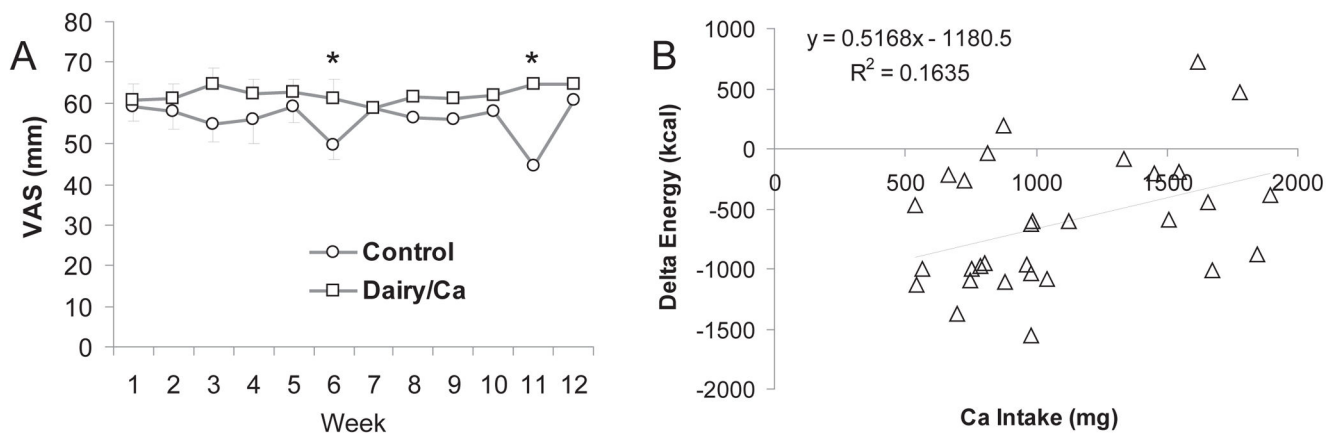 A
80
70
60
50
40
30
20
10
0
VAS (mm)
*
*
Control
Dairy/Ca
1 2 3 4 5 6 7 8 9 10 11 12
Week
B
y = 0.5168x - 1180.5
R² = 0.1635
1000
500
0
-500
-1000
-1500
-2000
Delta Energy (kcal)
0 500 1000 1500 2000
Ca Intake (mg)